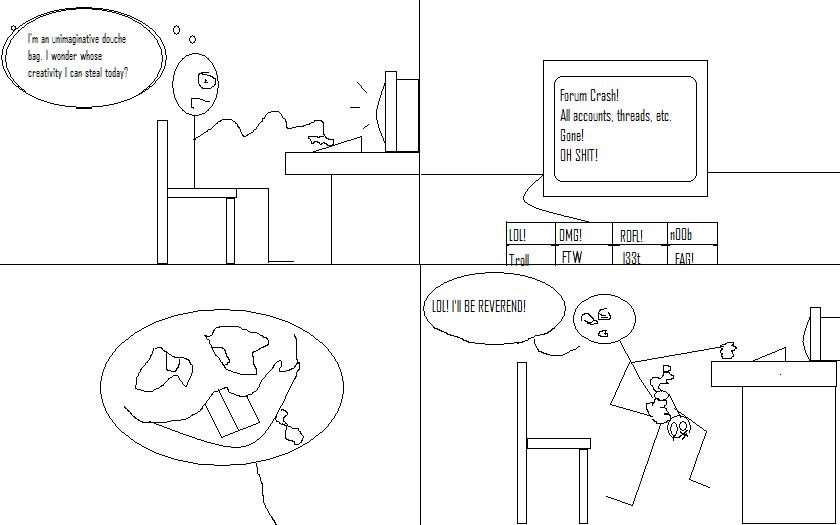 I'm an unimaginative douche
bag. I wonder whose
creativity I can steal today?
Forum Crash!
All accounts, threads, etc.
Gone!
OH SHIT!
LOL! OMG! ROFL! n00b
Troll FTW l33t FAG!
LOL! I'll BE REVEREND!